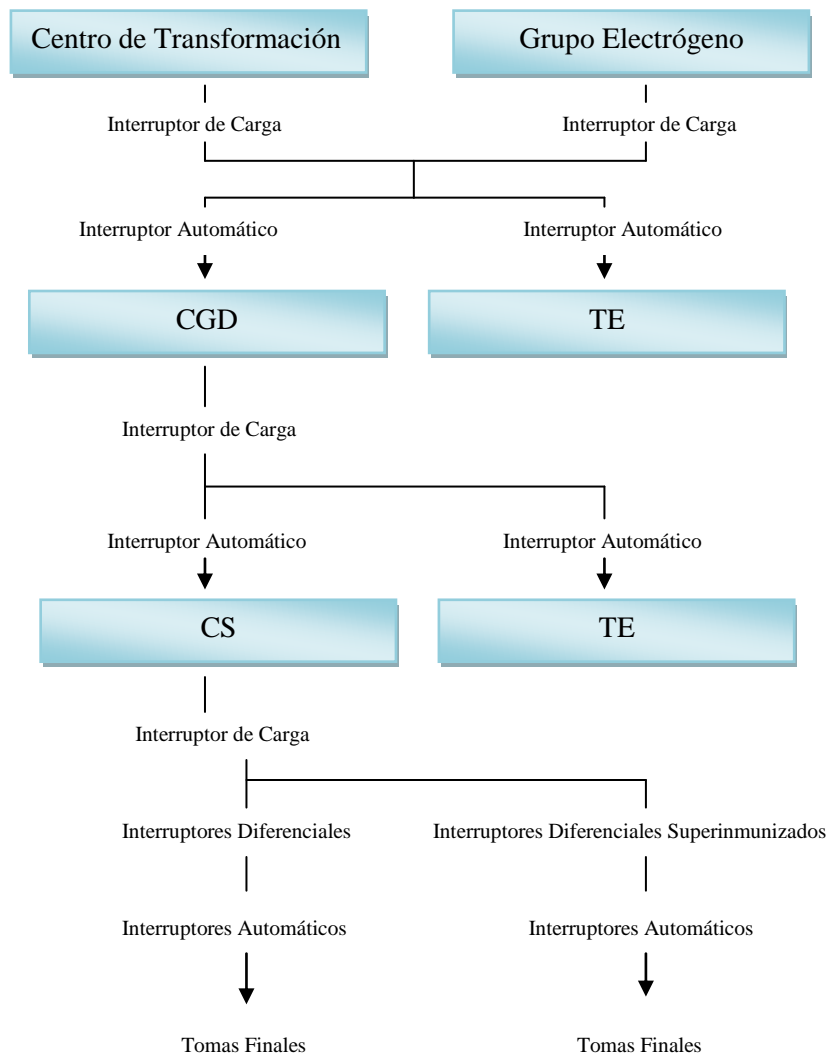 Centro de Transformación
Grupo Electrógeno
Interruptor de Carga
Interruptor de Carga
Interruptor Automático
Interruptor Automático
CGD
TE
Interruptor de Carga
Interruptor Automático
Interruptor Automático
CS
TE
Interruptor de Carga
Interruptores Diferenciales
Interruptores Diferenciales Superinmunizados
Interruptores Automáticos
Interruptores Automáticos
Tomas Finales
Tomas Finales